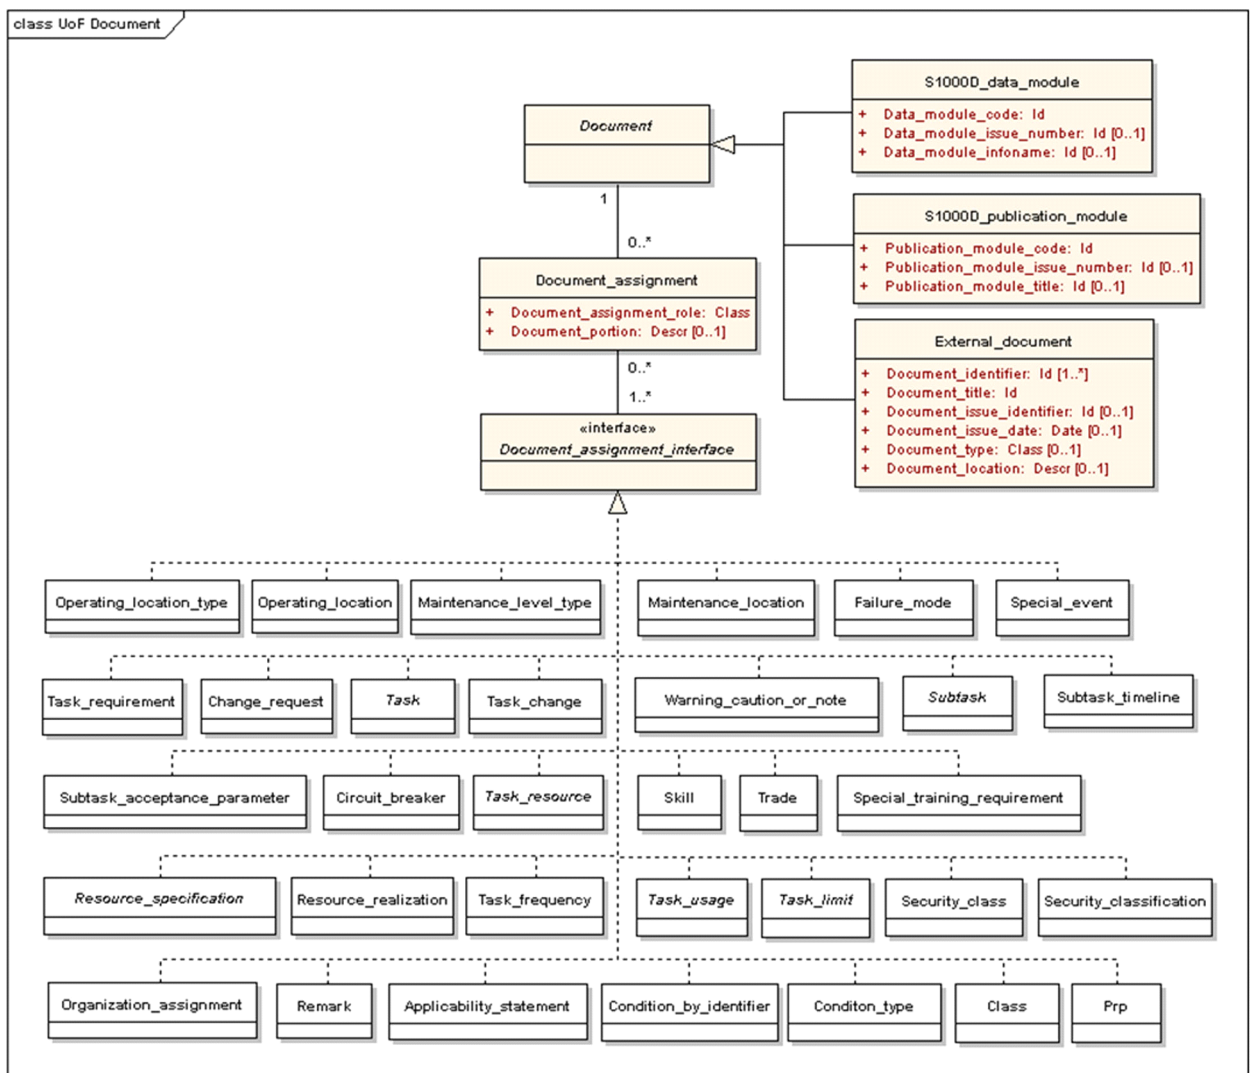 class UoF Document
Document
S1000D_data_module
+ Data_module_code: Id
+ Data_module_issue_number: Id [0..1]
+ Data_module_infoname: Id [0..1]
S1000D_publication_module
+ Publication_module_code: Id
+ Publication_module_issue_number: Id [0..1]
+ Publication_module_title: Id [0..1]
External_document
+ Document_identifier: Id [1..*]
+ Document_title: Id
+ Document_issue_identifier: Id [0..1]
+ Document_issue_date: Date [0..1]
+ Document_type: Class [0..1]
+ Document_location: Descr [0..1]
1
0..*
Document_assignment
+ Document_assignment_role: Class
+ Document_portion: Descr [0..1]
0..*
1..*
«interface»
Document_assignment_interface
Operating_location_type
Operating_location
Maintenance_level_type
Maintenance_location
Failure_mode
Special_event
Task_requirement
Change_request
Task
Task_change
Warning_caution_or_note
Subtask
Subtask_timeline
Subtask_acceptance_parameter
Circuit_breaker
Task_resource
Skill
Trade
Special_training_requirement
Resource_specification
Resource_realization
Task_frequency
Task_usage
Task_limit
Security_class
Security_classification
Organization_assignment
Remark
Applicability_statement
Condition_by_identifier
Conditon_type
Class
Prp